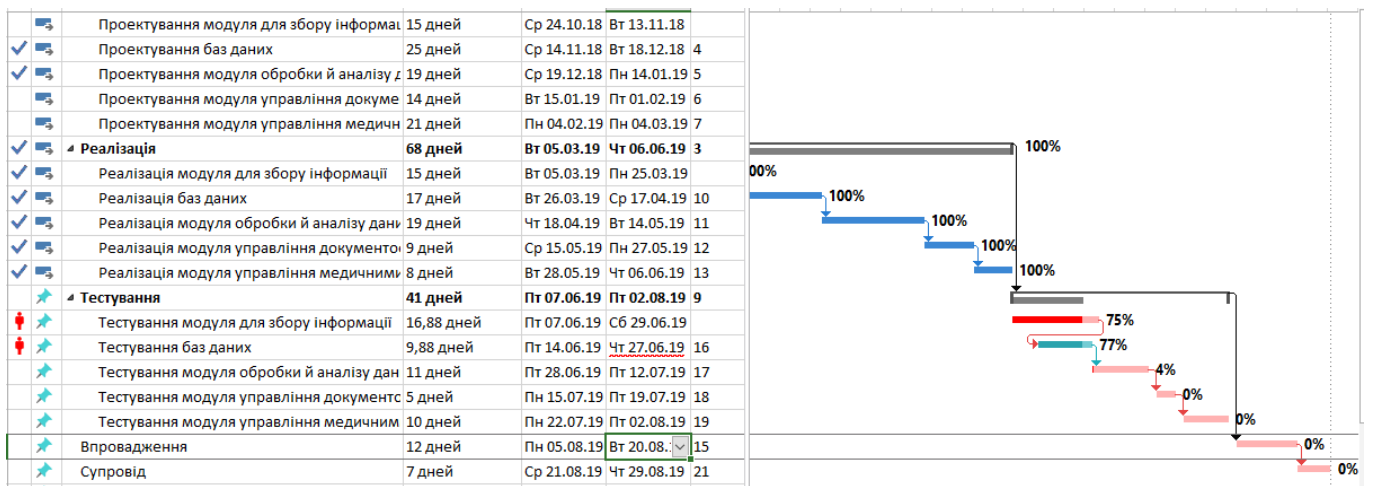 Проектування модуля для збору інформац 15 дней Ср 24.10.18 Вт 13.11.18
Проектування баз даних 25 дней Ср 14.11.18 Вт 18.12.18 4
Проектування модуля обробки й аналізу д 19 дней Ср 19.12.18 Пн 14.01.19 5
Проектування модуля управління докуме 14 дней Вт 15.01.19 Пт 01.02.19 6
Проектування модуля управління медичн 21 дней Пн 04.02.19 Пн 04.03.19 7
Реалізація 68 дней Вт 05.03.19 Чт 06.06.19 3 100%
Реалізація модуля для збору інформації 15 дней Вт 05.03.19 Пн 25.03.19 00%
Реалізація баз даних 17 дней Вт 26.03.19 Ср 17.04.19 10 100%
Реалізація модуля обробки й аналізу дани 19 дней Чт 18.04.19 Вт 14.05.19 11 100%
Реалізація модуля управління документо 9 дней Ср 15.05.19 Пн 27.05.19 12 100%
Реалізація модуля управління медичними 8 дней Вт 28.05.19 Чт 06.06.19 13 100%
Тестування 41 дней Пт 07.06.19 Пт 02.08.19 9
Тестування модуля для збору інформації 16,88 дней Пт 07.06.19 Сб 29.06.19 75%
Тестування баз даних 9,88 дней Пт 14.06.19 Чт 27.06.19 16 77%
Тестування модуля обробки й аналізу дан 11 дней Пт 28.06.19 Пт 12.07.19 17 4%
Тестування модуля управління документо 5 дней Пн 15.07.19 Пт 19.07.19 18 0%
Тестування модуля управління медичним 10 дней Пн 22.07.19 Пт 02.08.19 19 0%
Впровадження 12 дней Пн 05.08.19 Вт 20.08. 15 0%
Супровід 7 дней Ср 21.08.19 Чт 29.08.19 21 0%